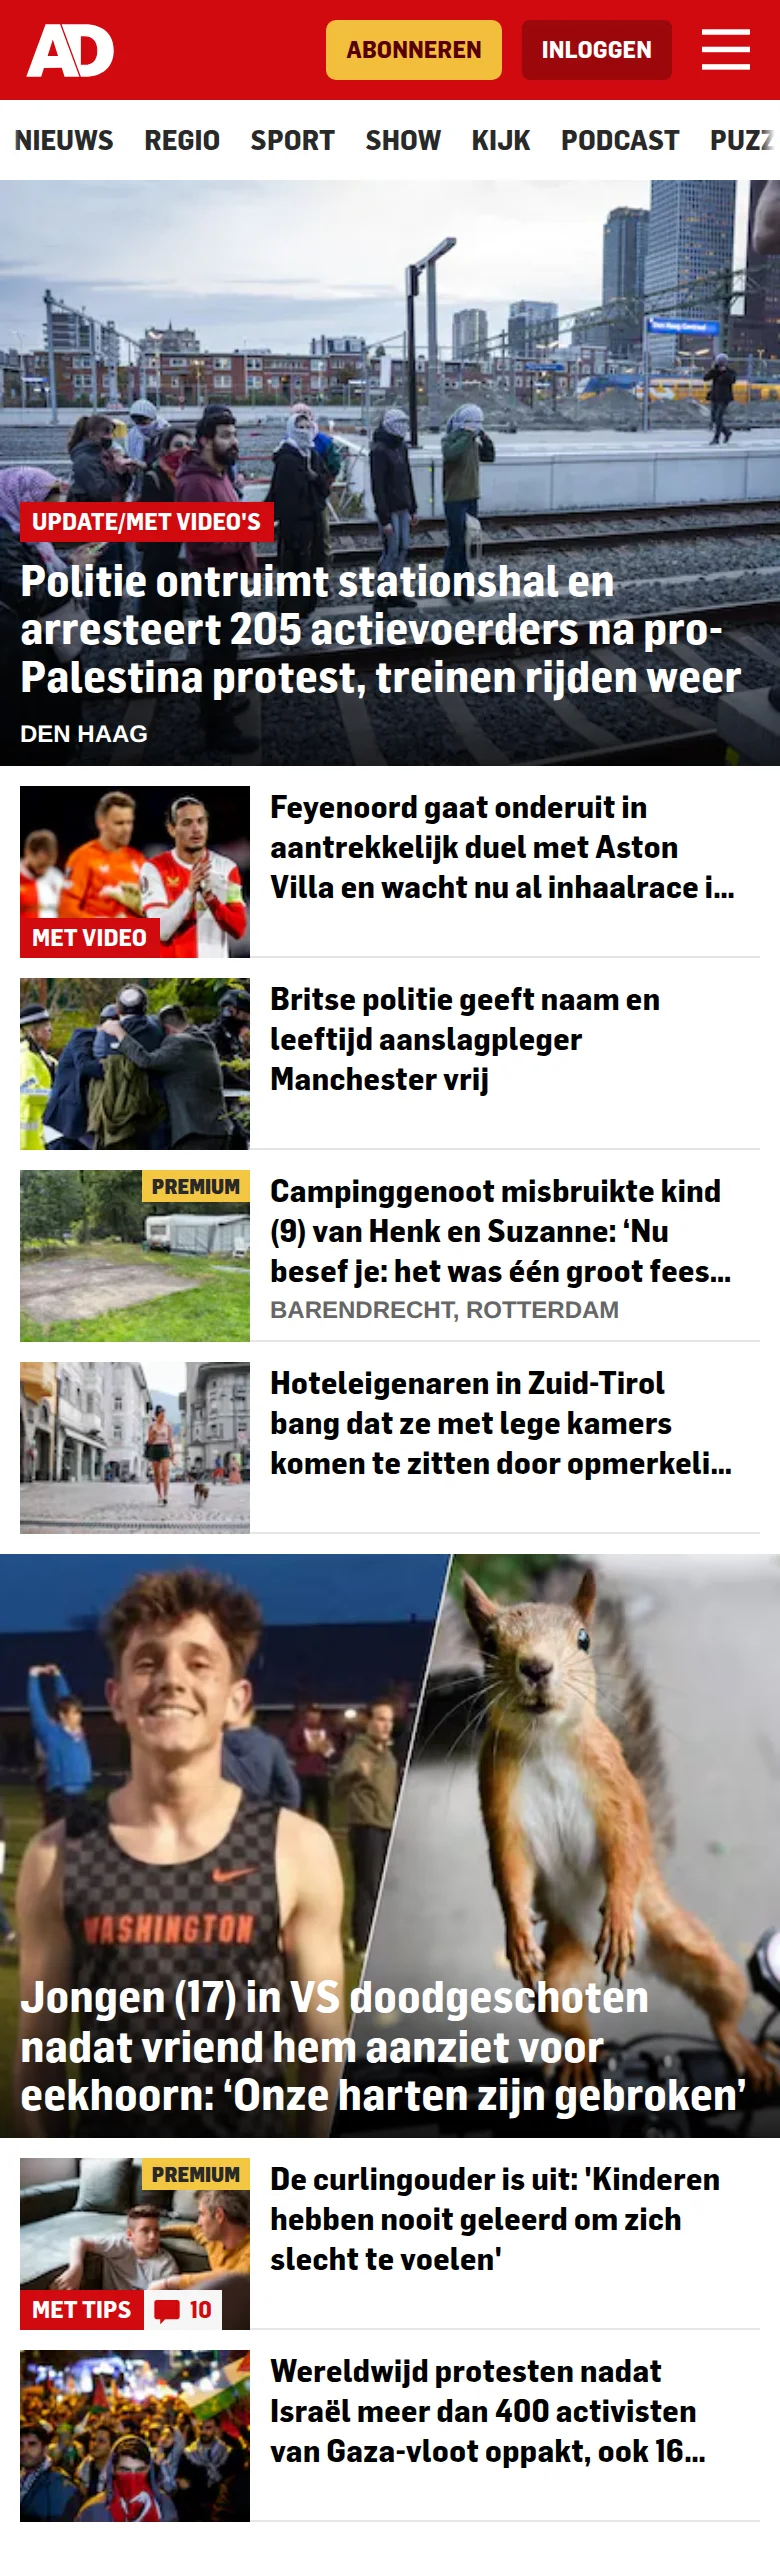 AD
ABONNEREN
INLOGGEN
NIEUWS REGIO SPORT SHOW KIJK PODCAST PUZZ
Den Haag Centraal
UPDATE/MET VIDEO'S
Politie ontruimt stationshal en
arresteert 205 actievoerders na pro-
Palestina protest, treinen rijden weer
DEN HAAG
Feyenoord gaat onderuit in
aantrekkelijk duel met Aston
Villa en wacht nu al inhaalrace i...
MET VIDEO
Britse politie geeft naam en
leeftijd aanslagpleger
Manchester vrij
PREMIUM
Campinggenoot misbruikte kind
(9) van Henk en Suzanne: ‘Nu
besef je: het was één groot fees...
BARENDRECHT, ROTTERDAM
Hoteleigenaren in Zuid-Tirol
bang dat ze met lege kamers
komen te zitten door opmerkeli...
WASHINGTON
Jongen (17) in VS doodgeschoten
nadat vriend hem aanziet voor
eekhoorn: ‘Onze harten zijn gebroken’
PREMIUM
De curlingouder is uit: 'Kinderen
hebben nooit geleerd om zich
slecht te voelen'
MET TIPS
10
Wereldwijd protesten nadat
Israël meer dan 400 activisten
van Gaza-vloot oppakt, ook 16...